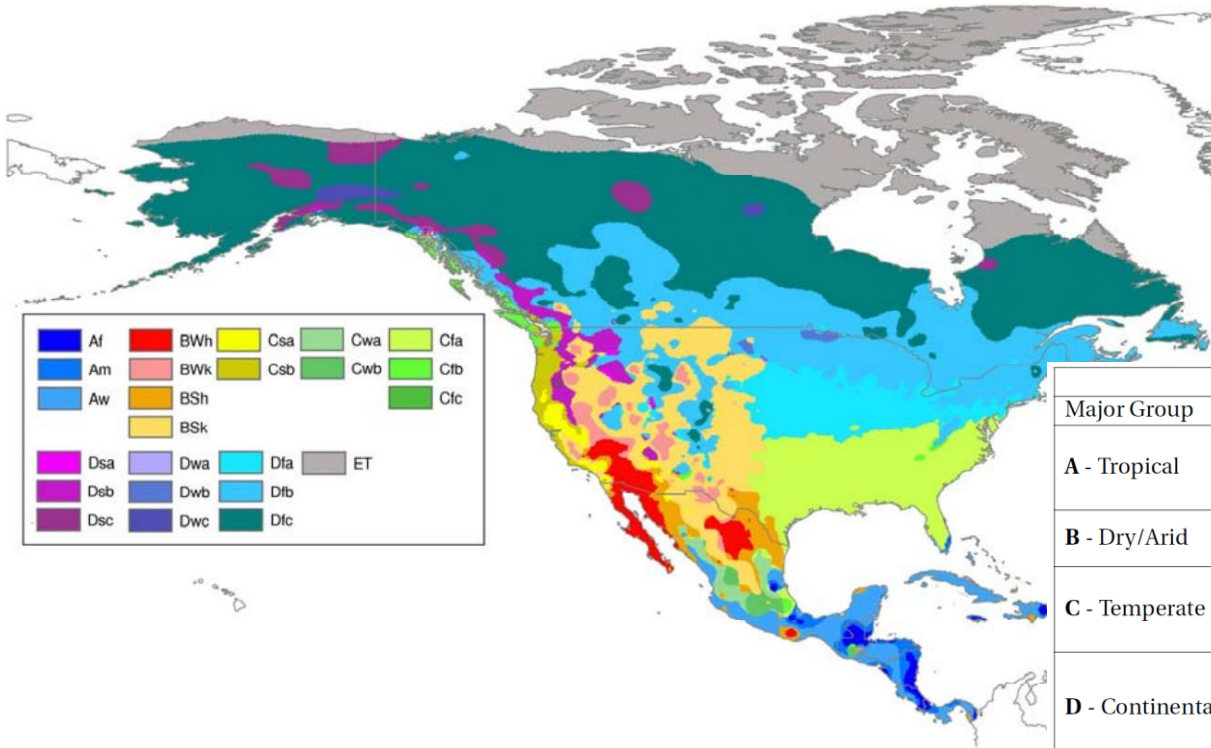 Af BWh Csa Cwa Cfa
Am BWk Csb Cwb Cfb
Aw BSh Cfc
BSk
Dsa Dwa Dfa ET
Dsb Dwb Dfb
Dsc Dwc Dfc
Major Group
A - Tropical
B - Dry/Arid
C - Temperate
D - Continenta